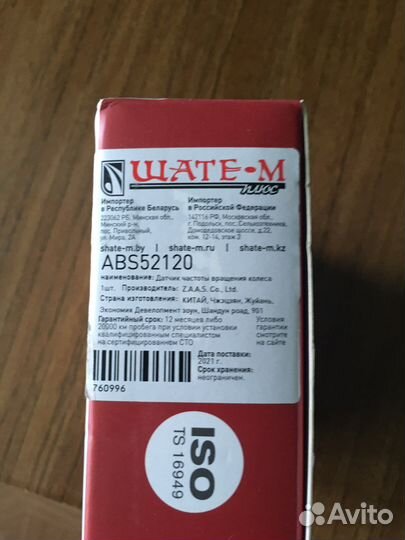 ШАТЕ-М
плюс
Импортер
в Республике Беларусь
223062 РБ, Минская обл.,
Минский р-н,
пос. Привольный,
ул. Мира, 2А
Импортер
в Российской Федерации
142116 РФ, Московская обл.,
г. Подольск, пос. Сельхозтехника,
Домодедовское шоссе, д.22,
ком. 12-14, этаж 3
shate-m.by | shate-m.ru | shate-m.kz
ABS52120
наименование: Датчик частоты вращения колеса
1шт. Производитель: Z.A.A.S. Co., Ltd.
Страна изготовления: КИТАЙ, Чжэцзян, Жуйань,
Экономик Девелопмент зоун, Шандун роад, 901
Гарантийный срок: 12 месяцев либо
20000 км пробега при условии установки
квалифицированным специалистом
на сертифицированном СТО
Условия
гарантии
смотрите
на сайте
Дата поставки:
2021 г.
Срок хранения:
неограничен.
760996
ISO
TS 16949
Avito